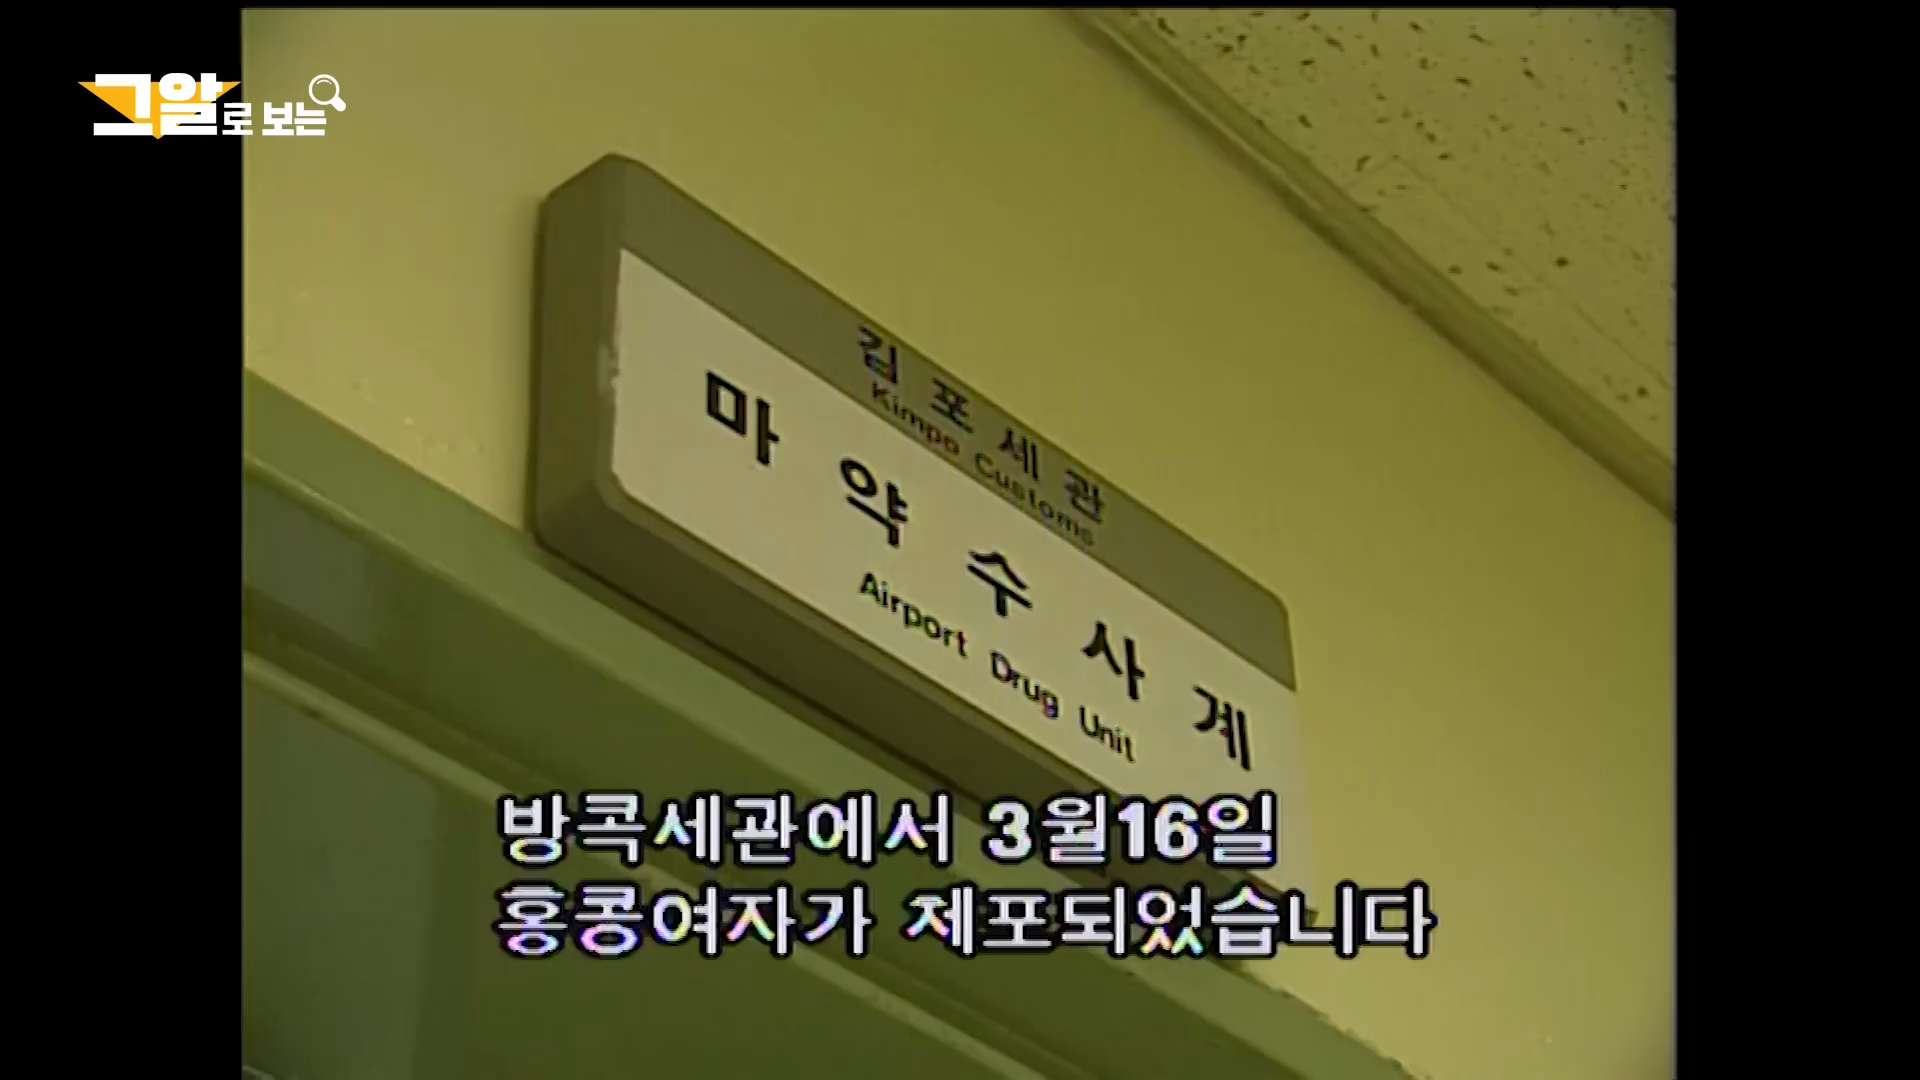 그알로 보는
김포세관
Kimpo Customs
마약수사계
Airport Drug Unit
방콕세관에서 3월16일
홍콩여자가 체포되었습니다